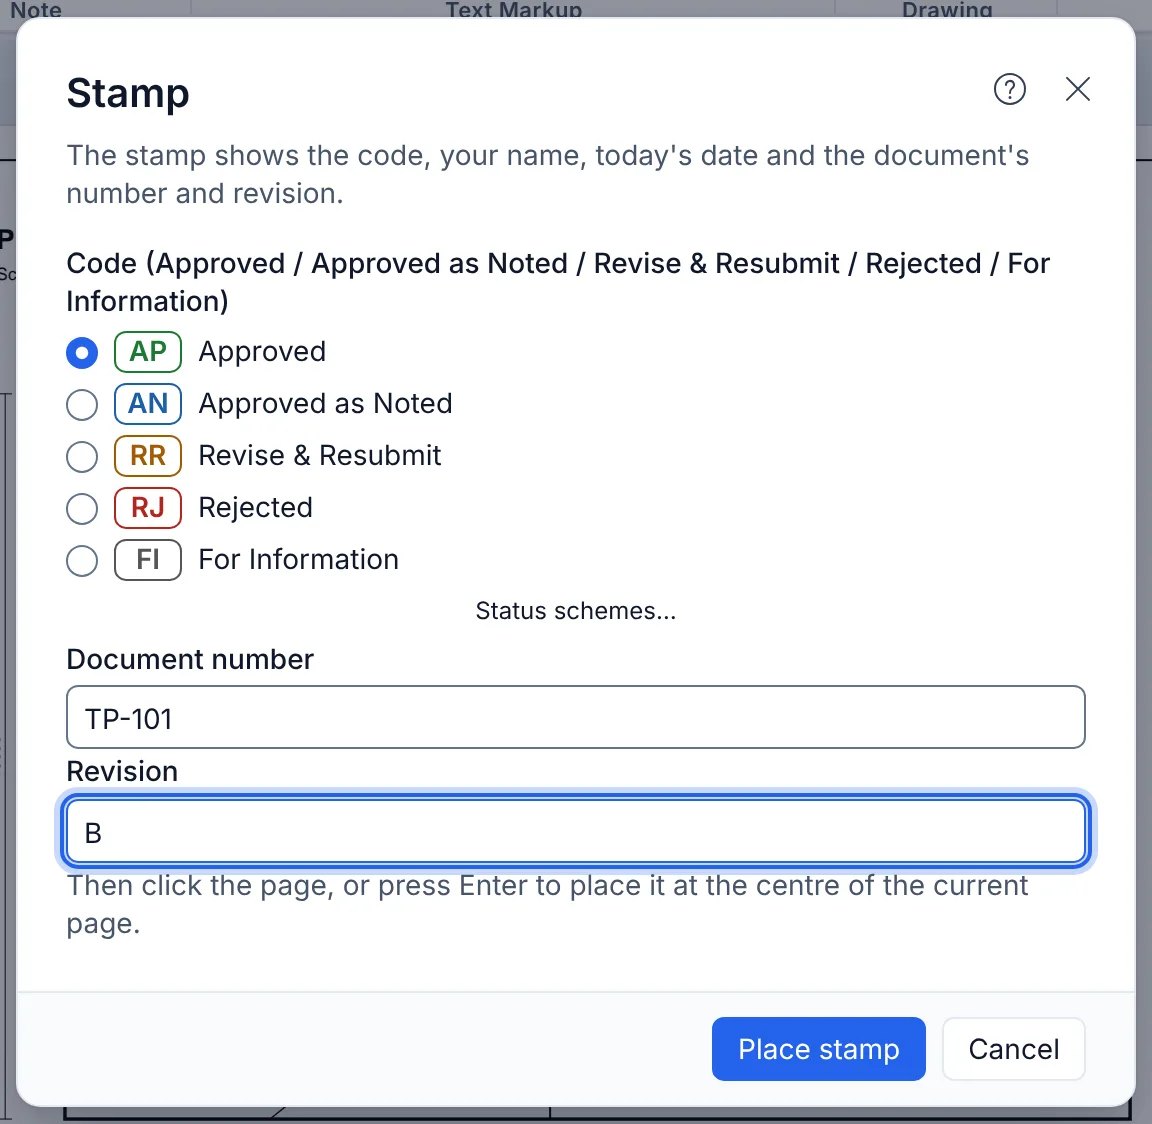 Note
Text Markup
Drawing
Stamp
The stamp shows the code, your name, today's date and the document's
number and revision.
Code (Approved / Approved as Noted / Revise & Resubmit / Rejected / For
Information)
AP Approved
AN Approved as Noted
RR Revise & Resubmit
RJ Rejected
FI For Information
Status schemes...
Document number
TP-101
Revision
B
Then click the page, or press Enter to place it at the centre of the current
page.
Place stamp
Cancel